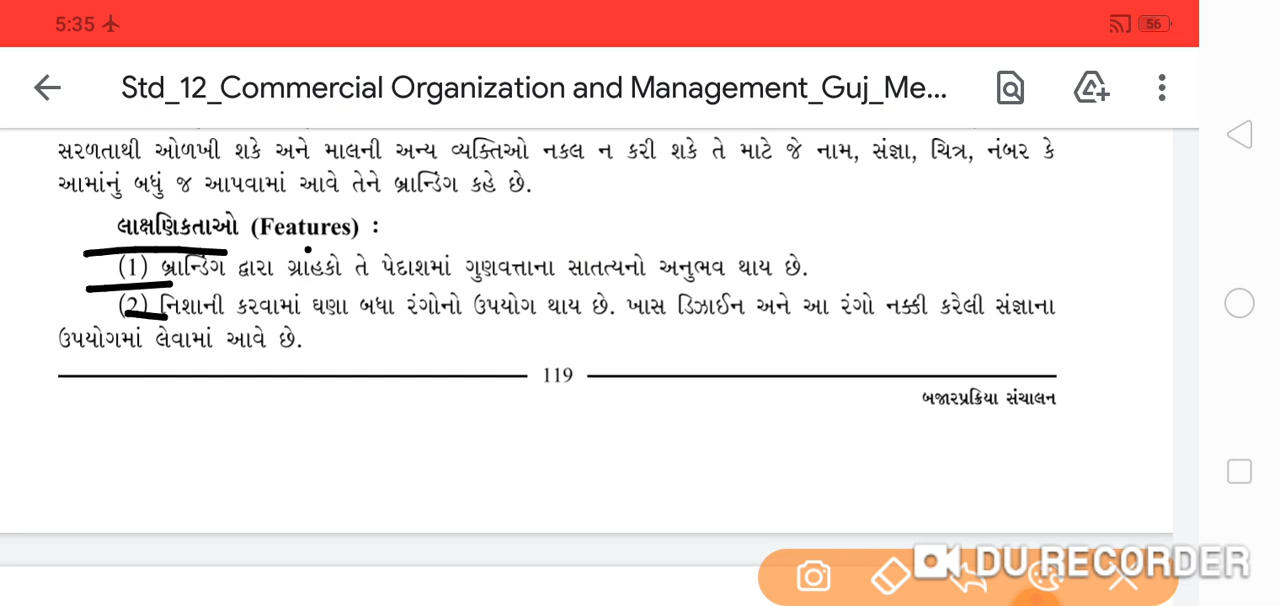 5:35
56
Std_12_Commercial Organization and Management_Guj_Me...
સરળતાથી ઓળખી શકે અને માલની અન્ય વ્યક્તિઓ નકલ ન કરી શકે તે માટે જે નામ, સંજ્ઞા, ચિત્ર, નંબર કે
આમાંનું બધું જ આપવામાં આવે તેને બ્રાન્ડિંગ કહે છે.
લાક્ષણિકતાઓ (Features) :
(1) બ્રાન્ડિંગ દ્વારા ગ્રાહકો તે પેદાશમાં ગુણવત્તાના સાતત્યનો અનુભવ થાય છે.
(2) નિશાની કરવામાં ઘણા બધા રંગોનો ઉપયોગ થાય છે. ખાસ ડિઝાઈન અને આ રંગો નક્કી કરેલી સંજ્ઞાના
ઉપયોગમાં લેવામાં આવે છે.
119
બજારપ્રક્રિયા સંચાલન
DU RECORDER